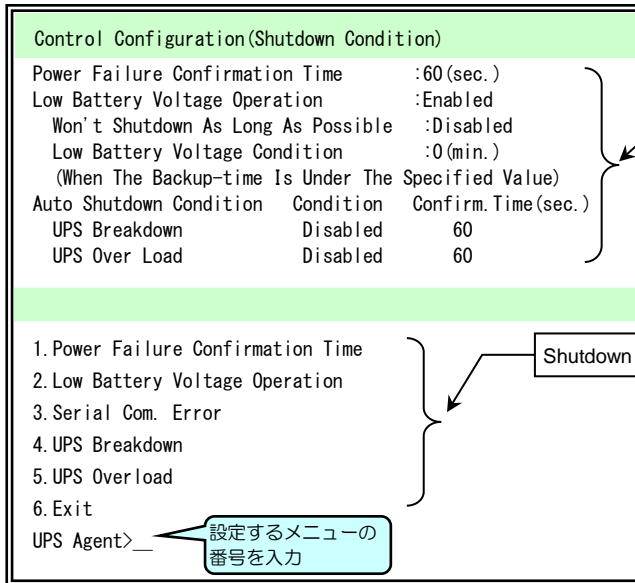 Control Configuration(Shutdown Condition)
Power Failure Confirmation Time :60(sec.)
Low Battery Voltage Operation :Enabled
Won't Shutdown As Long As Possible :Disabled
Low Battery Voltage Condition :0(min.)
(When The Backup-time Is Under The Specified Value)
Auto Shutdown Condition Condition Confirm.Time(sec.)
UPS Breakdown Disabled 60
UPS Over Load Disabled 60
1.Power Failure Confirmation Time
2.Low Battery Voltage Operation
3.Serial Com. Error
4.UPS Breakdown
5.UPS Overload
6.Exit
UPS Agent>__
Shutdown
設定するメニューの
番号を入力